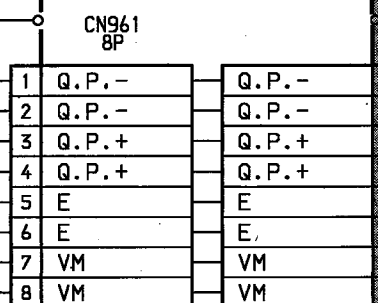 CN961
8P
1 Q.P.- Q.P.-
2 Q.P.- Q.P.-
3 Q.P.+ Q.P.+
4 Q.P.+ Q.P.+
5 E E
6 E E
7 VM VM
8 VM VM